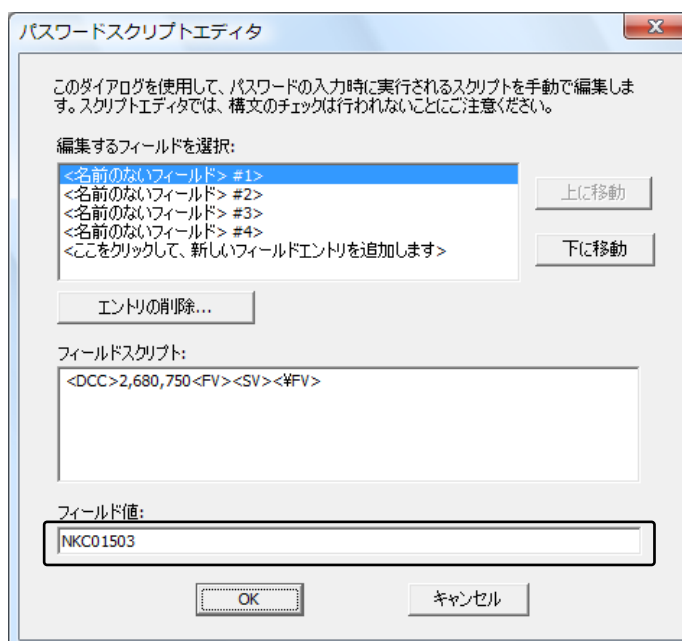 パスワードスクリプトエディタ
このダイアログを使用して、パスワードの入力時に実行されるスクリプトを手動で編集しま
す。スクリプトエディタでは、構文のチェックは行われないことにご注意ください。
編集するフィールドを選択:
<名前のないフィールド> #1>
<名前のないフィールド> #2>
<名前のないフィールド> #3>
<名前のないフィールド> #4>
<ここをクリックして、新しいフィールドエントリを追加します>
上に移動
下に移動
エントリの削除...
フィールドスクリプト:
<DCC>2,680,750<FV><SV><¥FV>
フィールド値:
NKC01503
OK
キャンセル